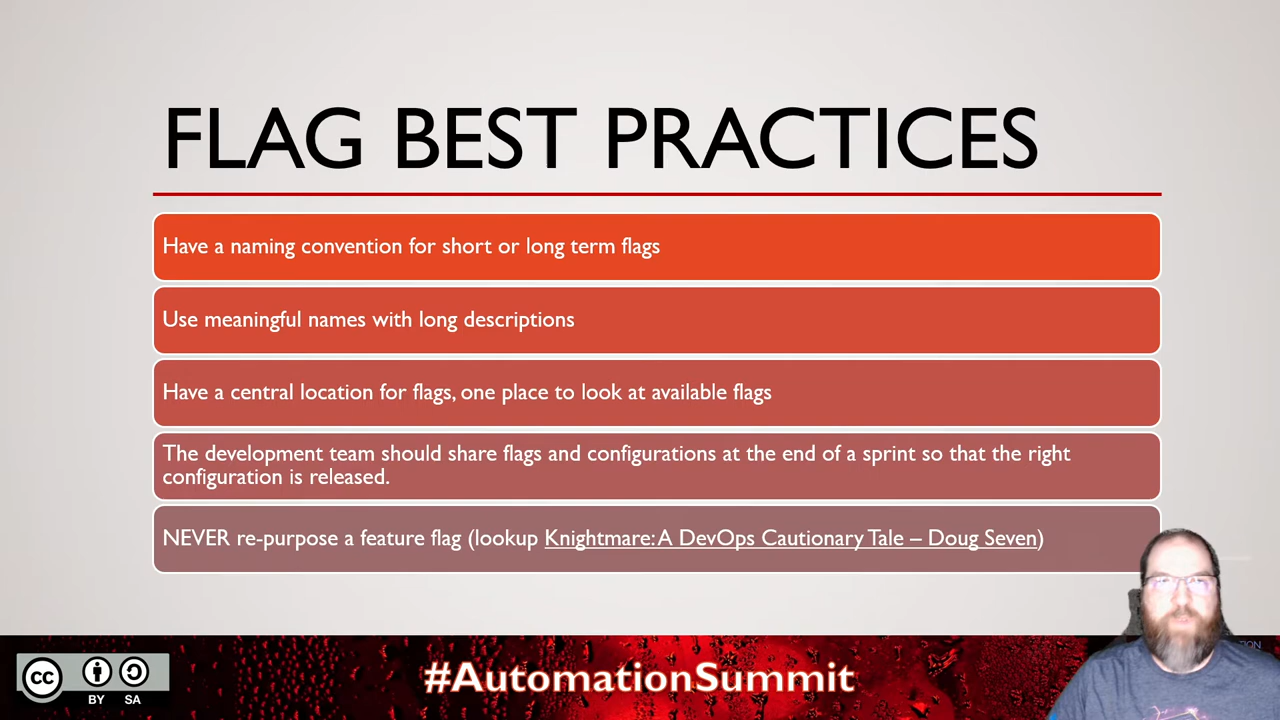 FLAG BEST PRACTICES
Have a naming convention for short or long term flags
Use meaningful names with long descriptions
Have a central location for flags, one place to look at available flags
The development team should share flags and configurations at the end of a sprint so that the right
configuration is released.
NEVER re-purpose a feature flag (lookup Knightmare: A DevOps Cautionary Tale – Doug Seven)
cc
BY SA
#AutomationSummit